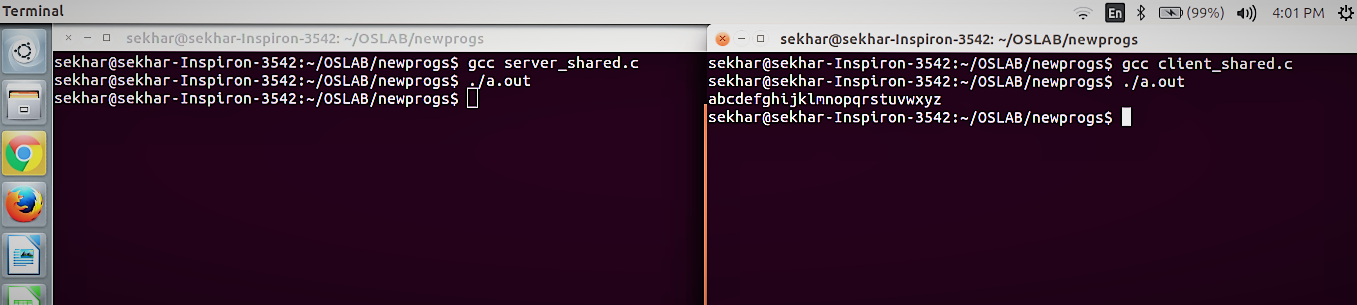 Terminal
En
(99%)
4:01 PM
sekhar@sekhar-Inspiron-3542: ~/OSLAB/newprogs
sekhar@sekhar-Inspiron-3542:~/OSLAB/newprogs$ gcc server_shared.c
sekhar@sekhar-Inspiron-3542:~/OSLAB/newprogs$ ./a.out
sekhar@sekhar-Inspiron-3542:~/OSLAB/newprogs$
sekhar@sekhar-Inspiron-3542: ~/OSLAB/newprogs
sekhar@sekhar-Inspiron-3542:~/OSLAB/newprogs$ gcc client_shared.c
sekhar@sekhar-Inspiron-3542:~/OSLAB/newprogs$ ./a.out
abcdefghijklmnopqrstuvwxyz
sekhar@sekhar-Inspiron-3542:~/OSLAB/newprogs$